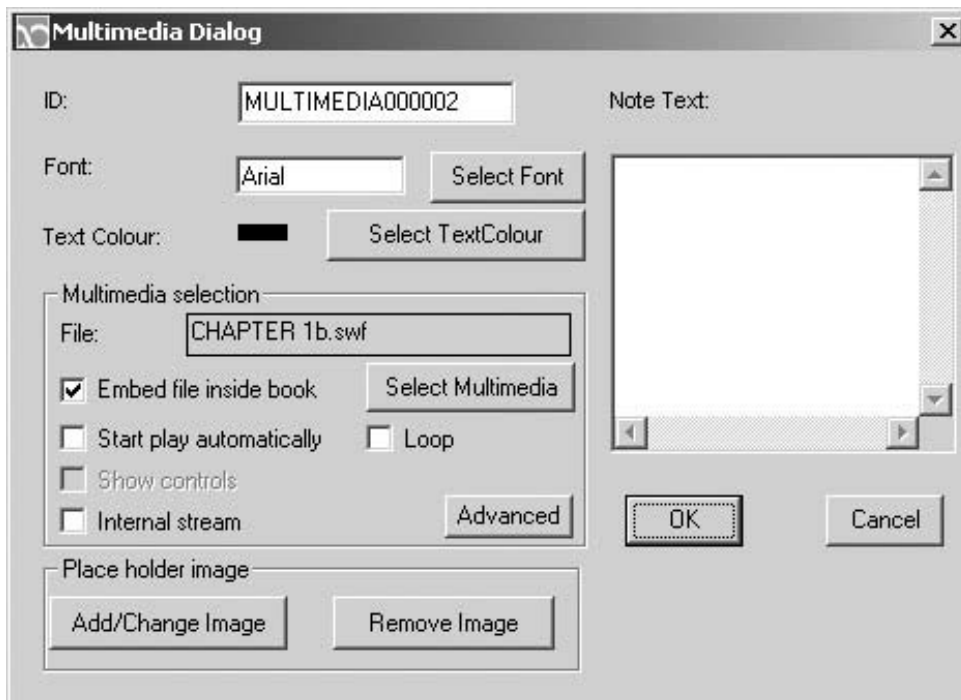 Multimedia Dialog
ID:
MULTIMEDIA000002
Note Text:
Font:
Arial
Select Font
Text Colour:
Select TextColour
Multimedia selection
File:
CHAPTER 1b.swf
Embed file inside book
Select Multimedia
Start play automatically
Loop
Show controls
Internal stream
Advanced
OK
Cancel
Place holder image
Add/Change Image
Remove Image